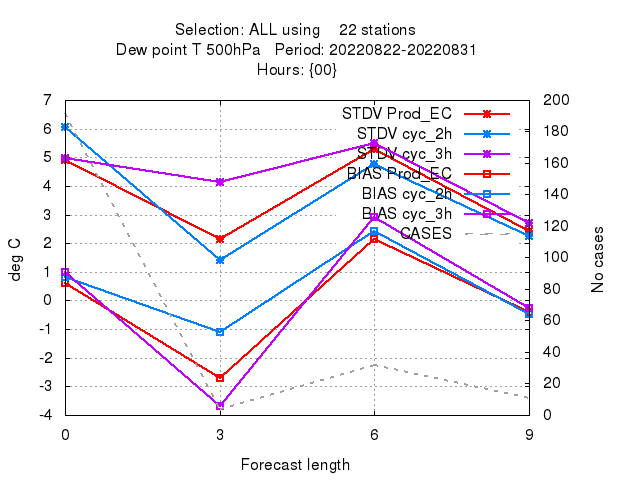 Selection: ALL using    22 stations
Dew point T 500hPa   Period: 20220822-20220831
Hours: {00}
7 200
6 180
5 160
4 140
3 120
2 100
1 80
0 60
-1 40
-2 20
-3 0
-4
STDV Prod_EC
STDV cyc_2h
STDV cyc_3h
BIAS Prod_EC
BIAS cyc_2h
BIAS cyc_3h
CASES
deg C
No cases
0 3 6 9
Forecast length